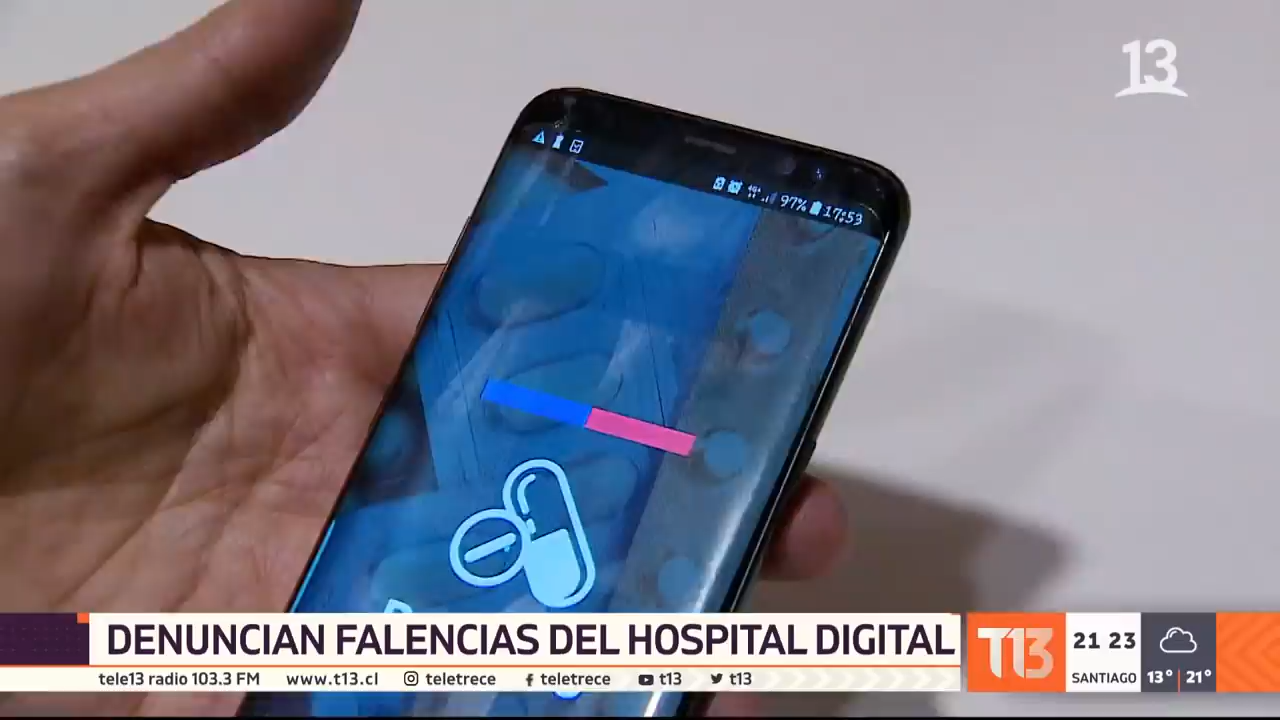 13
97% 17:53
DENUNCIAN FALENCIAS DEL HOSPITAL DIGITAL
tele13 radio 103.3 FM www.t13.cl teletrece teletrece t13 t13
T13
21 23
SANTIAGO
13° 21°